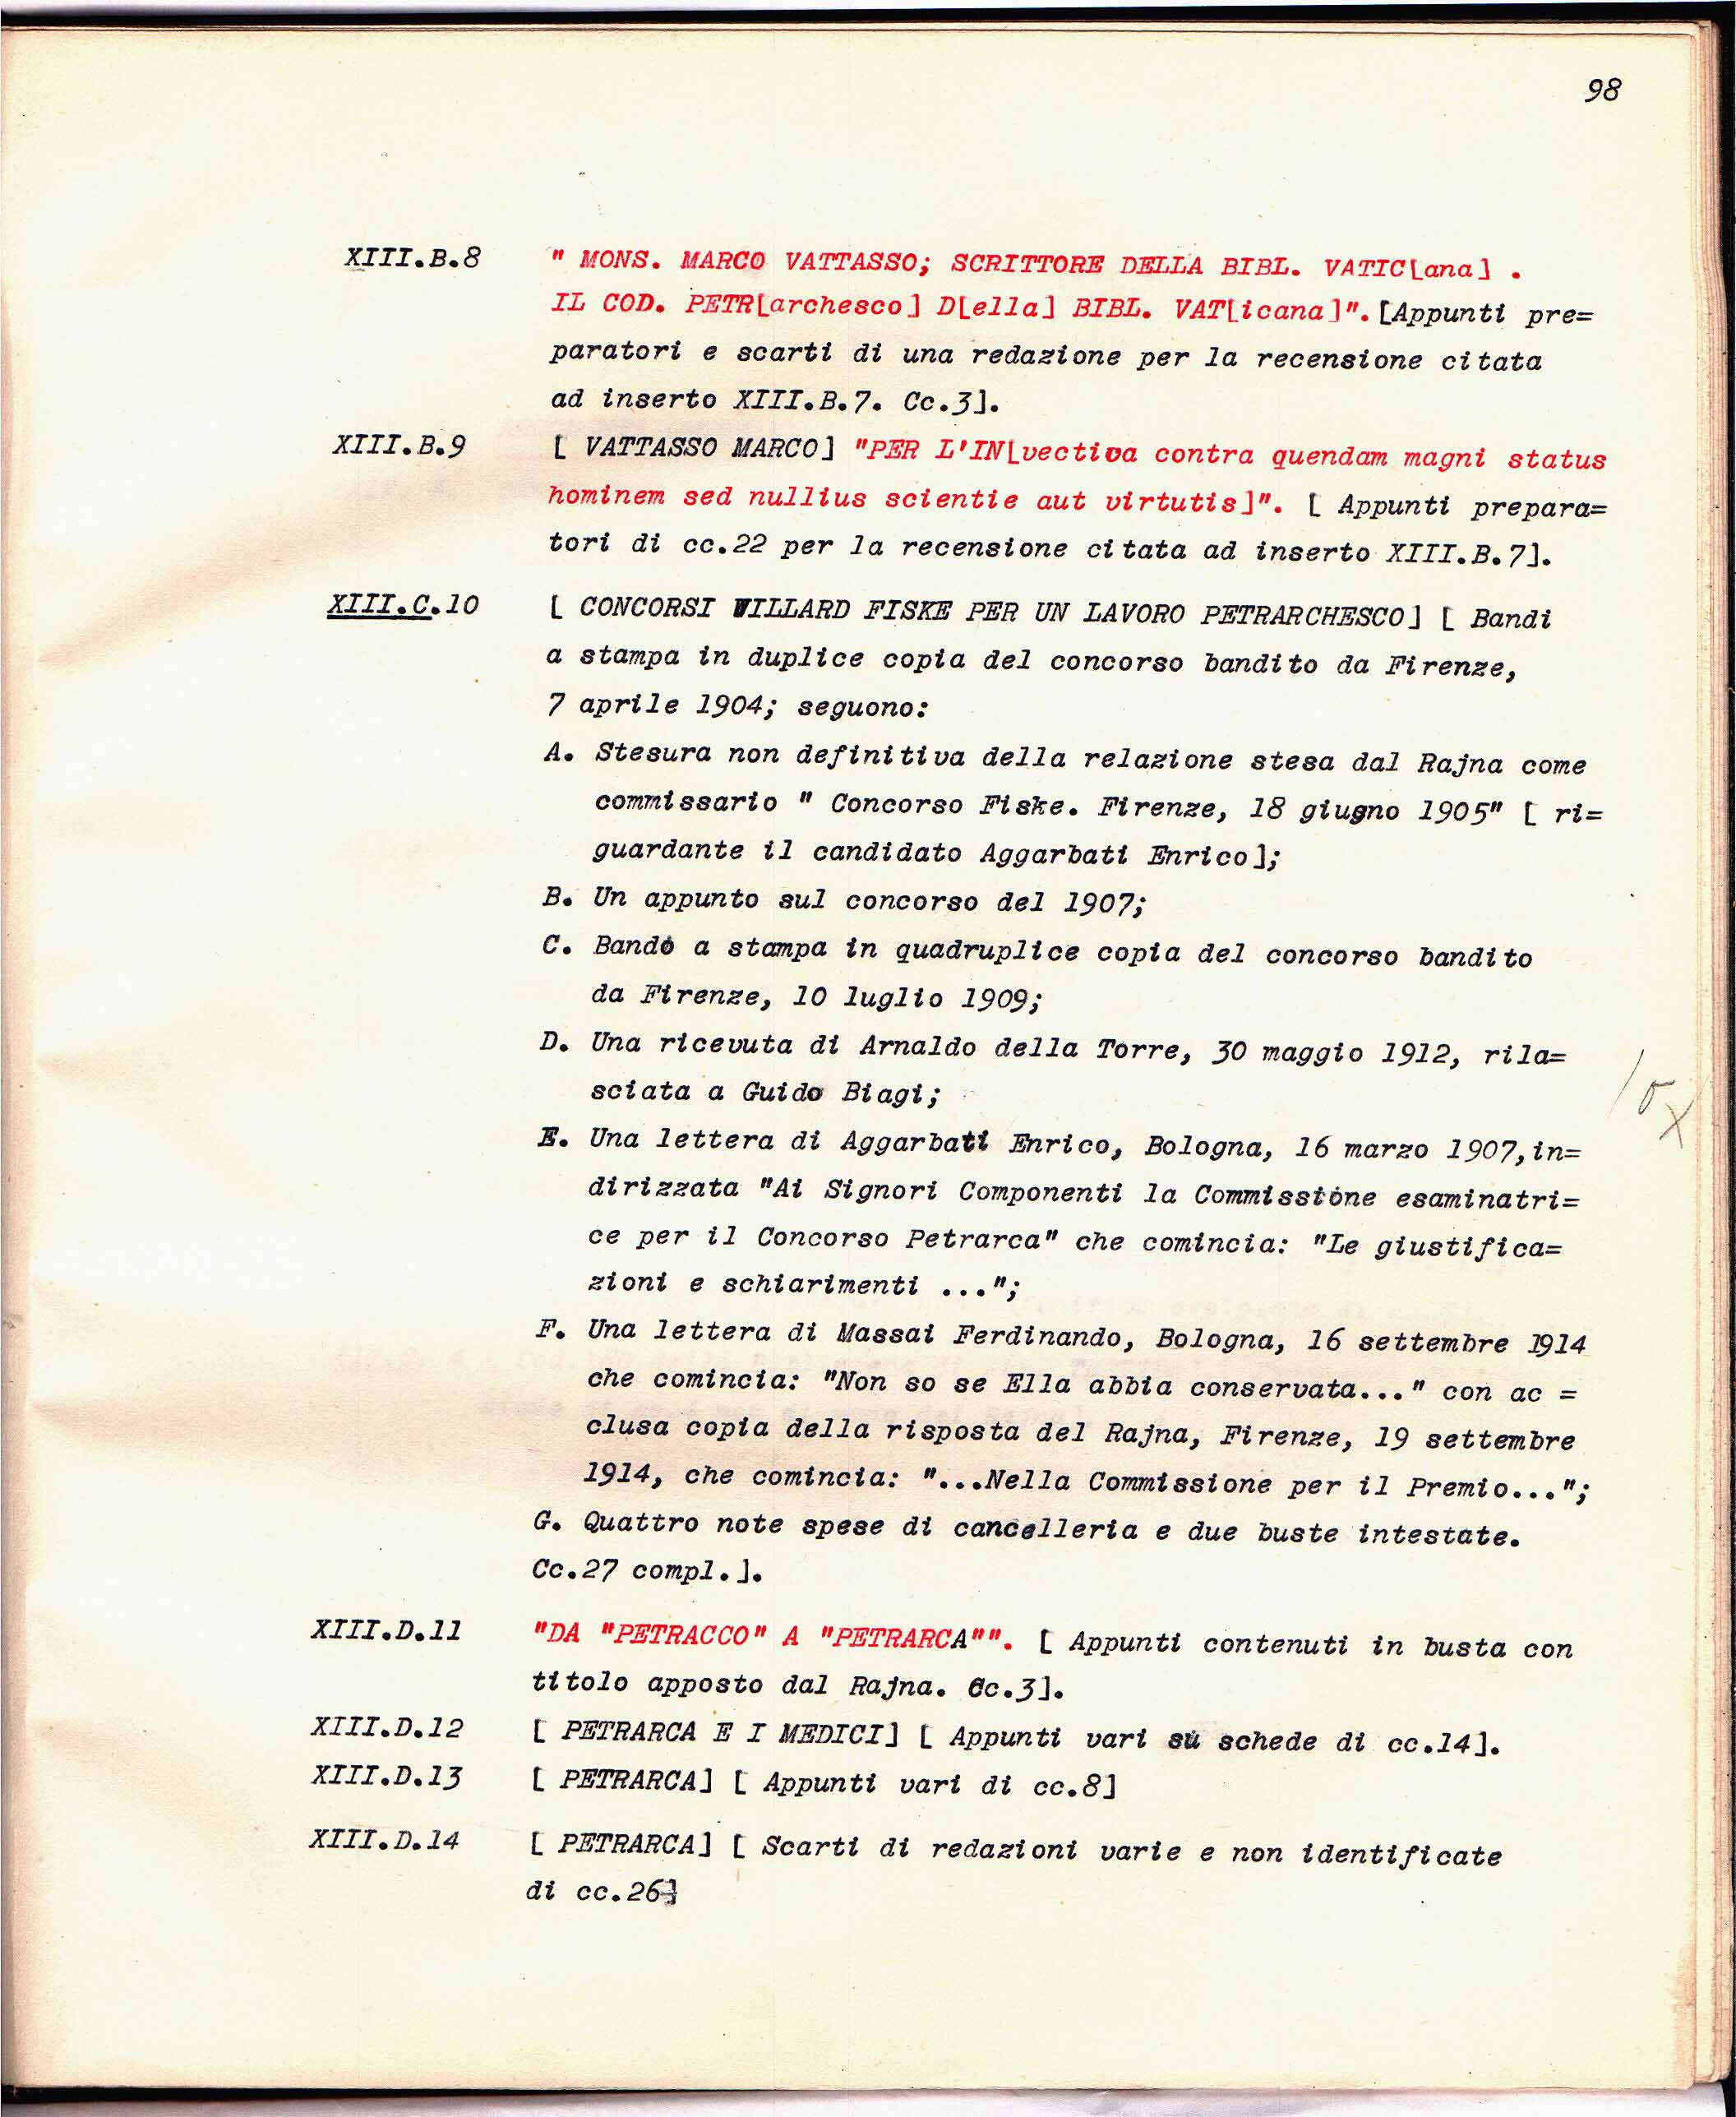 98
XIII.B.8 " MONS. MARCO VATTASSO; SCRITTORE DELLA BIBL. VATIC[ana] .
IL COD. PETR[archesco] D[ella] BIBL. VAT[icana]". [Appunti pre=
paratori e scarti di una redazione per la recensione citata
ad inserto XIII.B.7. Cc.3].
XIII.B.9 [ VATTASSO MARCO] "PER L'IN[vectiva contra quendam magni status
hominem sed nullius scientie aut virtutis]". [ Appunti prepara=
tori di cc.22 per la recensione citata ad inserto XIII.B.7].
XIII.C.10 [ CONCORSI WILLARD FISKE PER UN LAVORO PETRARCHESCO] [ Bandi
a stampa in duplice copia del concorso bandito da Firenze,
7 aprile 1904; seguono:
A. Stesura non definitiva della relazione stesa dal Rajna come
commissario " Concorso Fiske. Firenze, 18 giugno 1905" [ ri=
guardante il candidato Aggarbati Enrico];
B. Un appunto sul concorso del 1907;
C. Bando a stampa in quadruplice copia del concorso bandito
da Firenze, 10 luglio 1909;
D. Una ricevuta di Arnaldo della Torre, 30 maggio 1912, rila=
sciata a Guido Biagi;
E. Una lettera di Aggarbati Enrico, Bologna, 16 marzo 1907,in=
dirizzata "Ai Signori Componenti la Commissione esaminatri=
ce per il Concorso Petrarca" che comincia: "Le giustifica=
zioni e schiarimenti ...";
F. Una lettera di Massai Ferdinando, Bologna, 16 settembre 1914
che comincia: "Non so se Ella abbia conservata..." con ac =
clusa copia della risposta del Rajna, Firenze, 19 settembre
1914, che comincia: "...Nella Commissione per il Premio...";
G. Quattro note spese di cancelleria e due buste intestate.
Cc.27 compl.].
XIII.D.11 "DA "PETRACCO" A "PETRARCA"". [ Appunti contenuti in busta con
titolo apposto dal Rajna. Cc.3].
XIII.D.12 [ PETRARCA E I MEDICI] [ Appunti vari su schede di cc.14].
XIII.D.13 [ PETRARCA] [ Appunti vari di cc.8]
XIII.D.14 [ PETRARCA] [ Scarti di redazioni varie e non identificate
di cc.26]